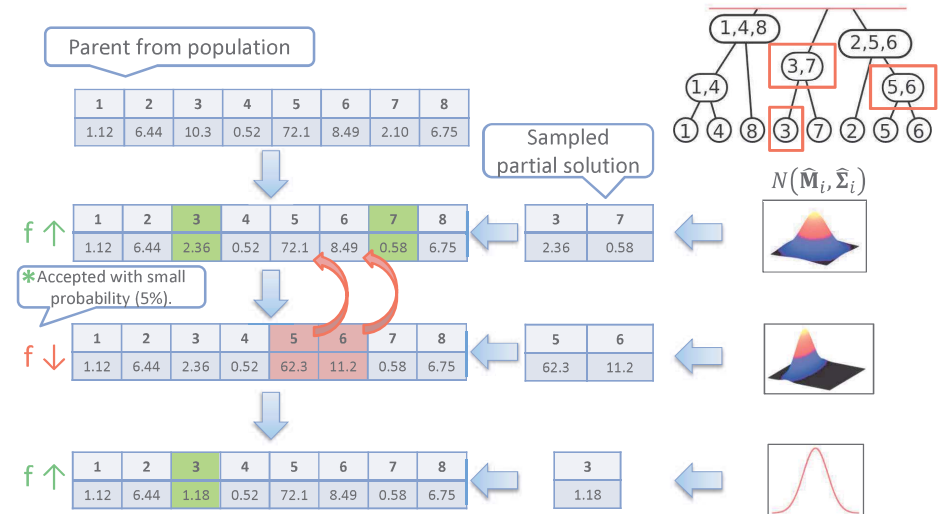 Parent from population
1 2 3 4 5 6 7 8
1.12 6.44 10.3 0.52 72.1 8.49 2.10 6.75
1,4,8
2,5,6
3,7
1,4
5,6
1 4 8 3 7 2 5 6
Sampled
partial solution
N(M̂ᵢ, Σ̂ᵢ)
f ↑
1 2 3 4 5 6 7 8
1.12 6.44 2.36 0.52 72.1 8.49 0.58 6.75
3 7
2.36 0.58
*Accepted with small
probability (5%).
f ↓
1 2 3 4 5 6 7 8
1.12 6.44 2.36 0.52 62.3 11.2 0.58 6.75
5 6
62.3 11.2
f ↑
1 2 3 4 5 6 7 8
1.12 6.44 1.18 0.52 72.1 8.49 0.58 6.75
3
1.18